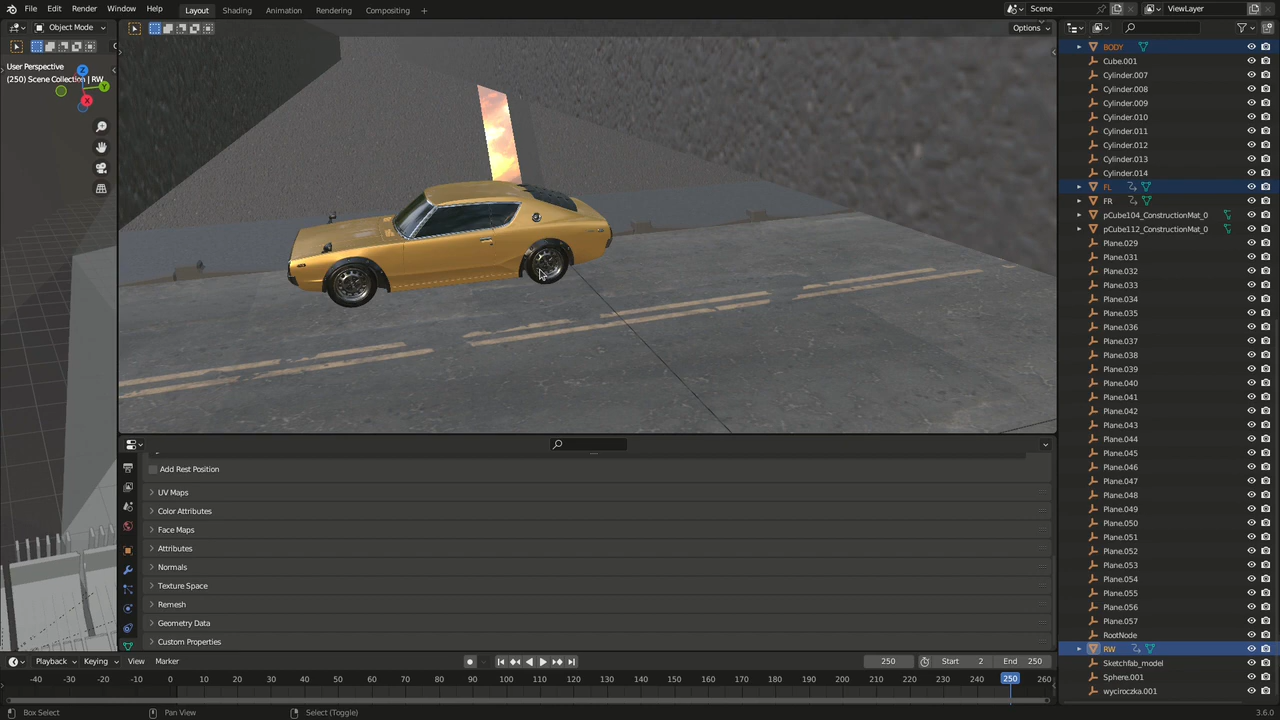 File Edit Render Window Help Layout Shading Animation Rendering Compositing + Scene ViewLayer
Object Mode
Options
User Perspective
(250) Scene Collection | RW
Z
Y
X
BODY
Cube.001
Cylinder.007
Cylinder.008
Cylinder.009
Cylinder.010
Cylinder.011
Cylinder.012
Cylinder.013
Cylinder.014
FL
FR
pCube104_ConstructionMat_0
pCube112_ConstructionMat_0
Plane.029
Plane.031
Plane.032
Plane.033
Plane.034
Plane.035
Plane.036
Plane.037
Plane.038
Plane.039
Plane.040
Plane.041
Plane.042
Plane.043
Plane.044
Plane.045
Plane.046
Plane.047
Plane.048
Plane.049
Plane.050
Plane.051
Plane.052
Plane.053
Plane.054
Plane.055
Plane.056
Plane.057
RootNode
RW
Sketchfab_model
Sphere.001
wyciroczka.001
Add Rest Position
UV Maps
Color Attributes
Face Maps
Attributes
Normals
Texture Space
Remesh
Geometry Data
Custom Properties
Playback Keying View Marker 250 Start 2 End 250
-40 -30 -20 -10 0 10 20 30 40 50 60 70 80 90 100 110 120 130 140 150 160 170 180 190 200 210 220 230 240 250 260
Box Select Pan View Select (Toggle) 3.6.0